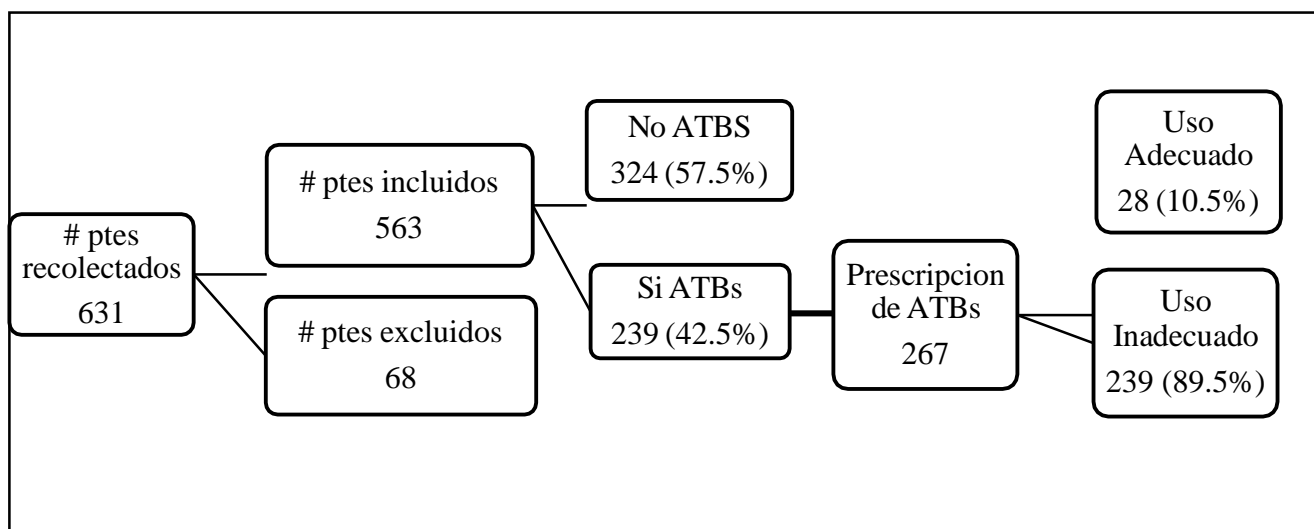 # ptes
recolectados
631
# ptes incluidos
563
# ptes excluidos
68
No ATBS
324 (57.5%)
Si ATBs
239 (42.5%)
Prescripcion
de ATBs
267
Uso
Adecuado
28 (10.5%)
Uso
Inadecuado
239 (89.5%)